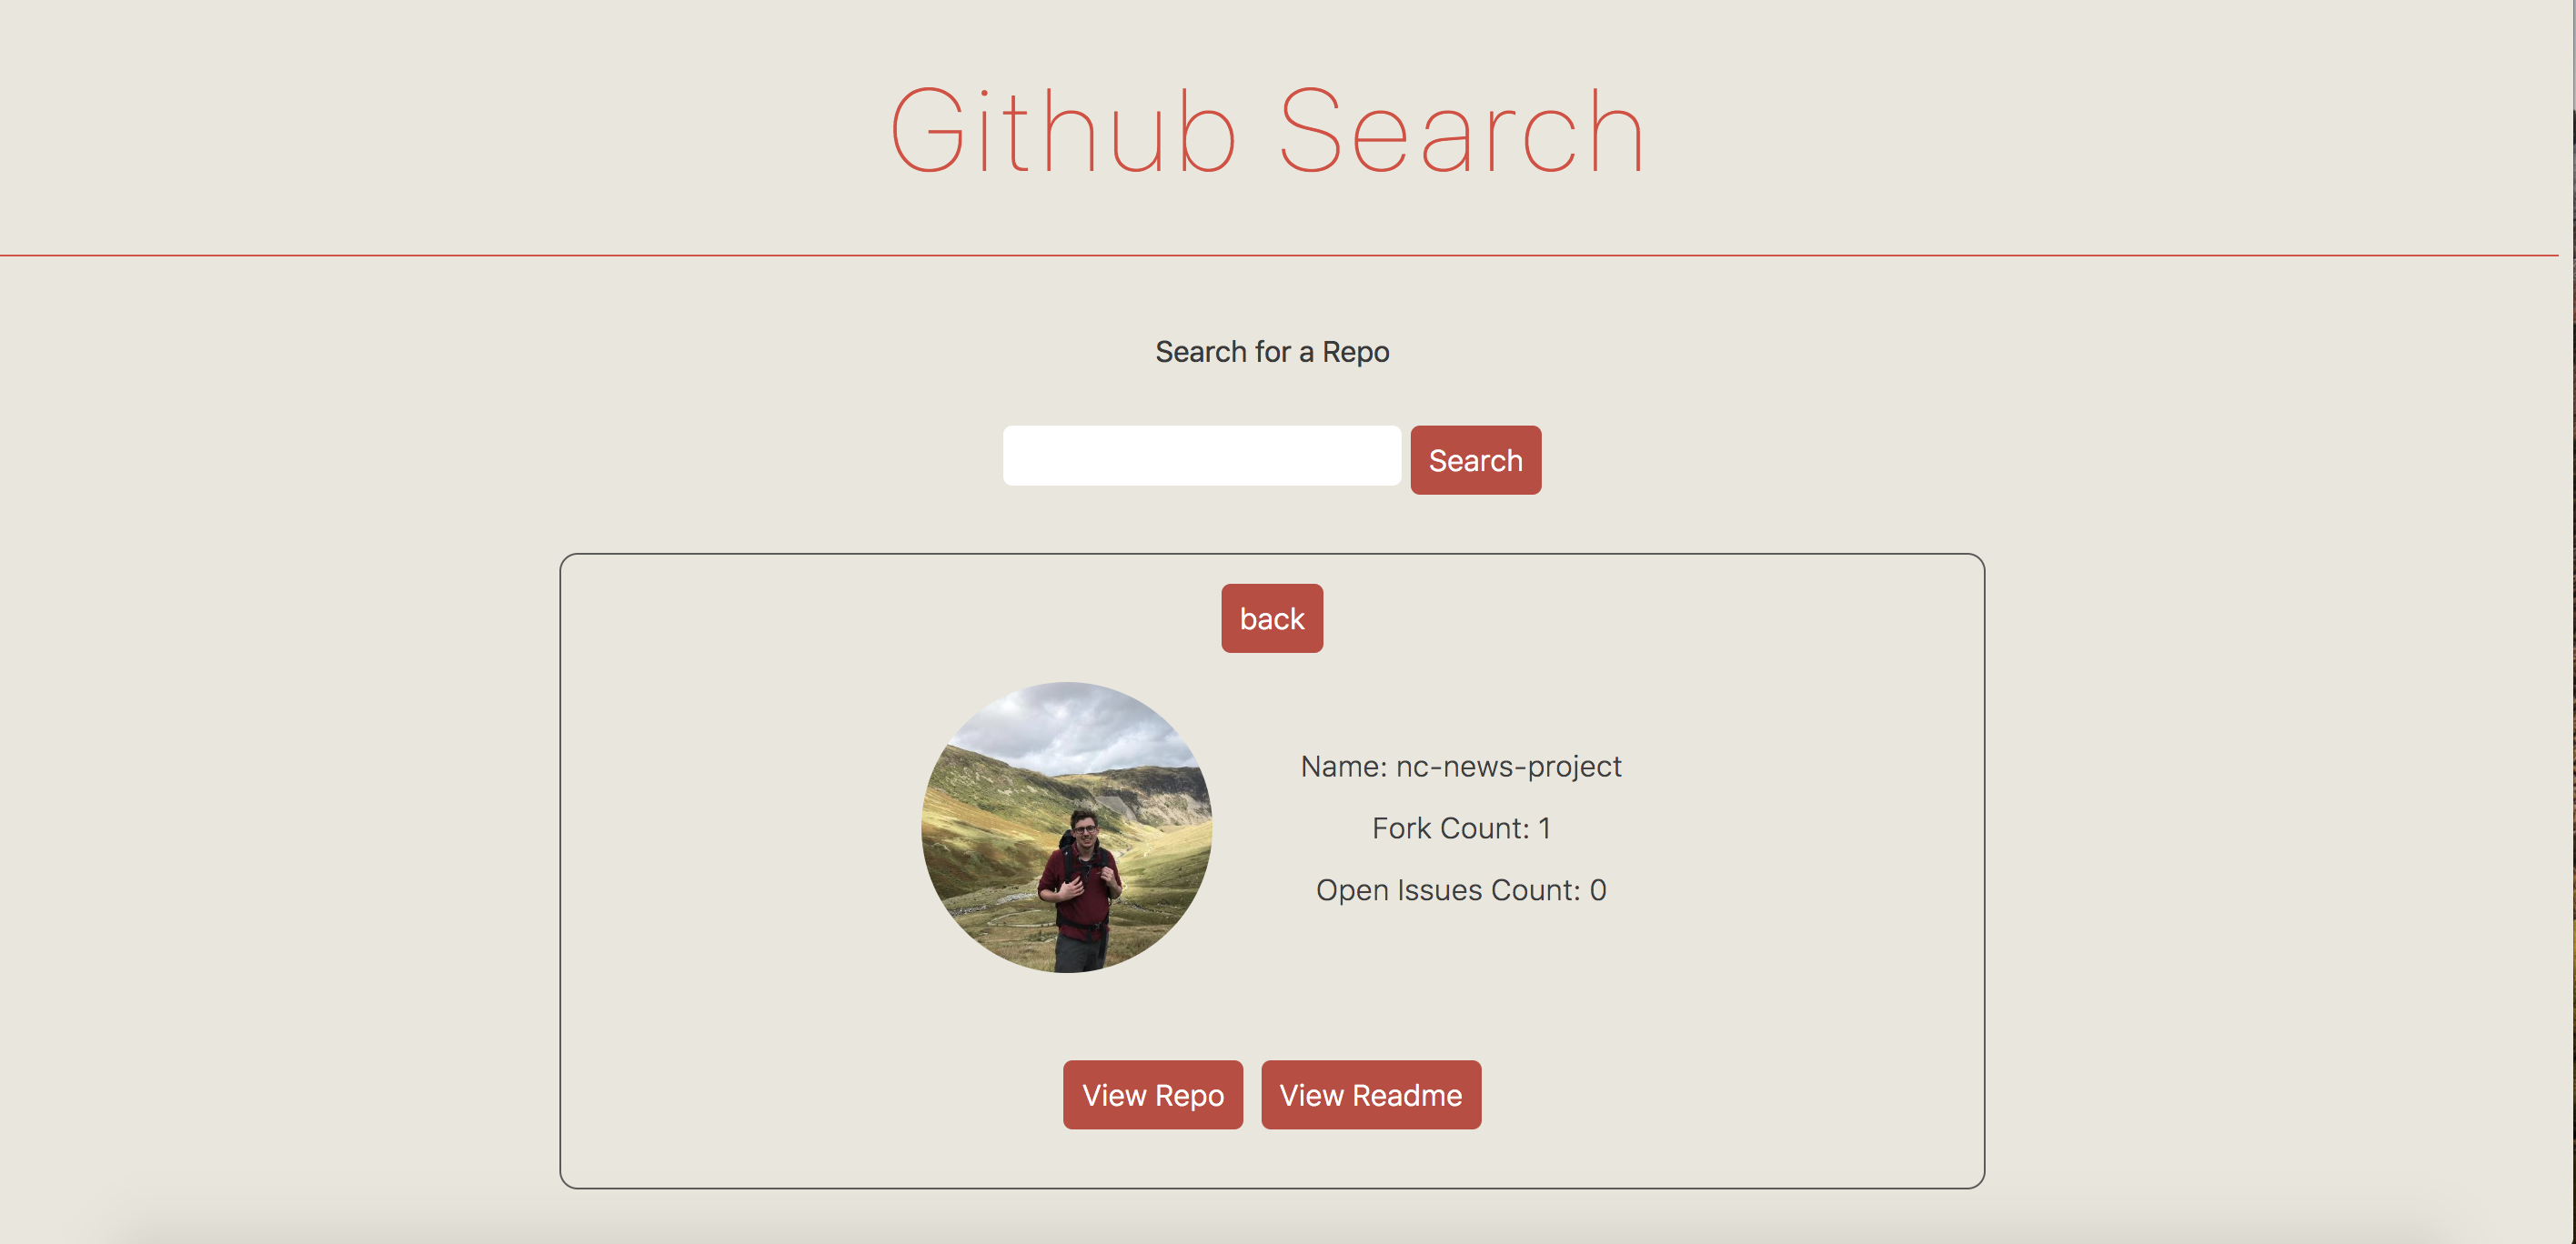 Github Search
Search for a Repo
Search
back
Name: nc-news-project
Fork Count: 1
Open Issues Count: 0
View Repo View Readme